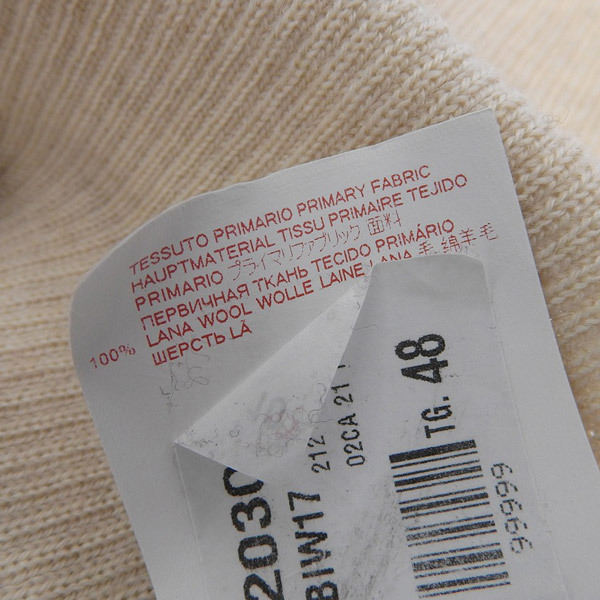 TESSUTO PRIMARIO PRIMARY FABRIC
HAUPTMATERIAL TISSU PRIMAIRE TEJIDO
PRIMARIO プライマリファブリック 面料
ПЕРВИЧНАЯ ТКАНЬ TECIDO PRIMÁRIO
LANA WOOL WOLLE LAINE LANA 毛 綿羊毛
100% ШЕРСТЬ LÃ
TG. 48
02CA 21
212
BIW17
2030
66666